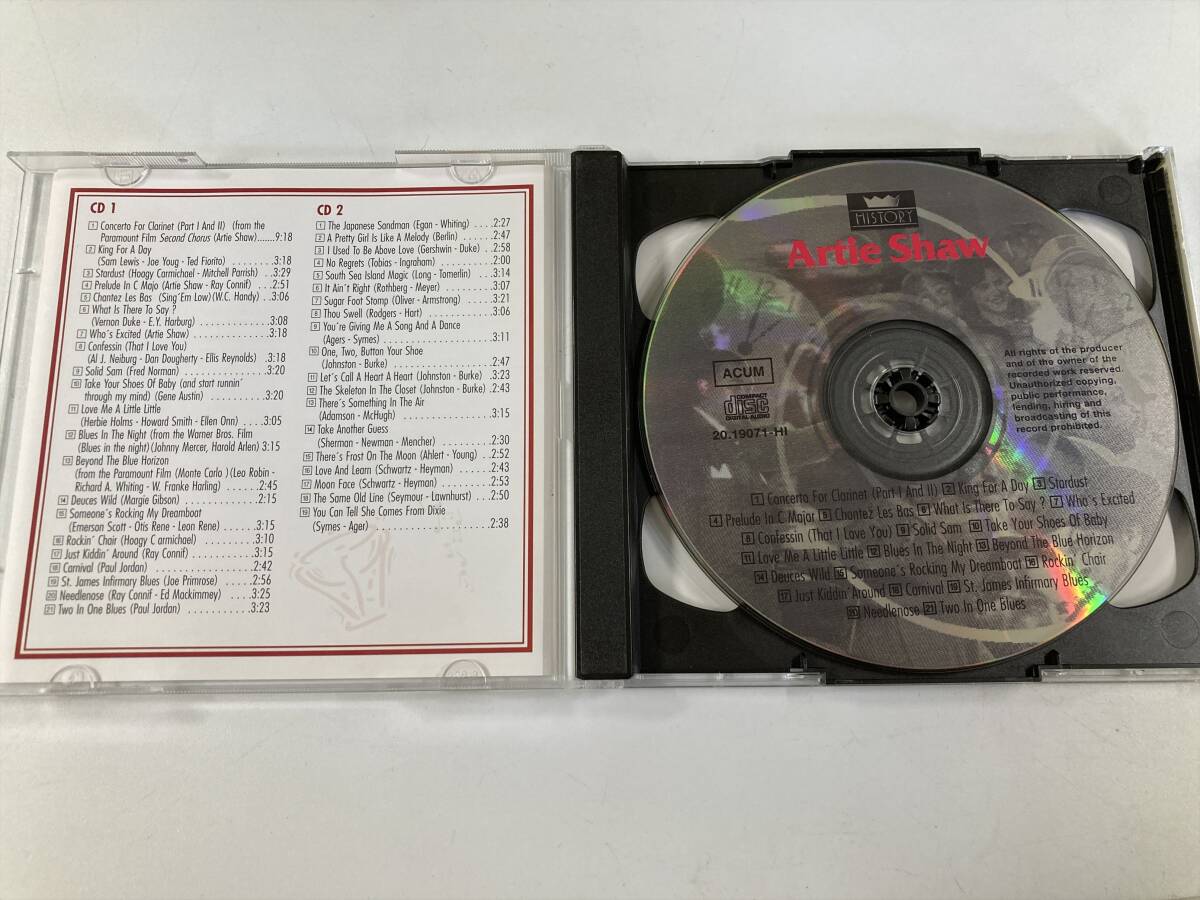 CD 1
1 Concerto For Clarinet (Part I And II) (from the
Paramount Film Second Chorus (Artie Shaw).......9:18
2 King For A Day
(Sam Lewis - Joe Youg - Ted Fiorito) .........3:18
3 Stardust (Hoogy Carmichael - Mitchell Parrish) ..3:29
4 Prelude In C Majo (Artie Shaw - Ray Connif) ...2:51
5 Chantez Les Bas (Sing´Em Low)(W.C. Handy) ..3:06
6 What Is There To Say ?
(Vernon Duke - E.Y. Harburg) .............3:08
7 Who´s Excited (Artie Shaw) ...............3:18
8 Confessin (That I Love You)
(Al J. Neiburg - Dan Dougherty - Ellis Reynolds) .3:18
9 Solid Sam (Fred Norman) ................3:20
10 Take Your Shoes Of Baby (and start runnin´
through my mind) (Gene Austin) ............3:20
11 Love Me A Little Little
(Herbie Holms - Howard Smith - Ellen Onn) ....3:05
12 Blues In The Night (from the Warner Bros. Film
(Blues in the night)(Johnny Mercer, Harold Arlen) 3:15
13 Beyond The Blue Horizon
(from the Paramount Film (Monte Carlo )(Leo Robin -
Richard A. Whiting - W. Franke Harling) ......2:45
14 Deuces Wild (Margie Gibson) .............2:15
15 Someone´s Rocking My Dreamboat
(Emerson Scott - Otis Rene - Leon Rene) ......3:15
16 Rockin´ Chair (Hoogy C armichael) ..........3:10
17 Just Kiddin´ Around (Ray Connif) ...........3:15
18 Carnival (Paul Jordan) ..................2:42
19 St. James Infirmary Blues (Joe Primrose) .....2:56
20 Needlenose (Ray Connif - Ed Mackimmey) .....3:25
21 Two In One Blues (Paul Jordan) ............3:23
CD 2
1 The Japanese Sandman (Egan - Whiting) ....2:27
2 A Pretty Girl Is Like A Melody (Berlin) ......2:47
3 I Used To Be Above Love (Gershwin - Duke) ..2:58
4 No Regrets (Tobias - Ingraham) ..........2:00
5 South Sea Island Magic (Long - Tomerlin) ....3:14
6 It Ain´t Right (Rothberg - Meyer) .........3:07
7 Sugar Foot Stomp (Oliver - Armstrong) ......3:21
8 Thou Swell (Rodgers - Hart) .............3:06
9 You´re Giving Me A Song And A Dance
(Agers - Symes) .....................3:11
10 One, Two, Button Your Shoe
(Johnston - Burke) ...................2:47
11 Let´s Call A Heart A Heart (Johnston - Burke) .3:23
12 The Skeleton In The Closet (Johnston - Burke) .2:43
13 There´s Something In The Air
(Adamson - McHugh) .................3:15
14 Take Another Guess
(Sherman - Newman - Mencher) ..........2:30
15 There´s Frost On The Moon (Ahlert - Young) ..2:52
16 Love And Learn (Schwartz - Heyman) ......2:43
17 Moon Face (Schwartz - Heyman) ..........2:53
18 The Same Old Line (Seymour - Lawnhurst) ...2:50
19 You Can Tell She Comes From Dixie
(Symes - Ager) ......................2:38
HISTORY
Artie Shaw
11 12 1
11 12 1
2
ACUM
COMPACT
disc
DIGITAL AUDIO
20.19071-HI
All rights of the producer
and of the owner of the
recorded work reserved.
Unauthorized copying,
public performance,
lending, hiring and
broadcasting of this
record prohibited.
1 Concerto For Clarinet (Part I And II) 2 King For A Day 3 Stardust
4 Prelude In C Major 5 Chantez Les Bas 6 What Is There To Say ? 7 Who´s Excited
8 Confessin (That I Love You) 9 Solid Sam 10 Take Your Shoes Of Baby
11 Love Me A Little Little 12 Blues In The Night 13 Beyond The Blue Horizon
14 Deuces Wild 15 Someone´s Rocking My Dreamboat 16 Rockin´ Chair
17 Just Kiddin´Around 18 Carnival 19 St. James Infirmary Blues
20 Needlenose 21 Two In One Blues